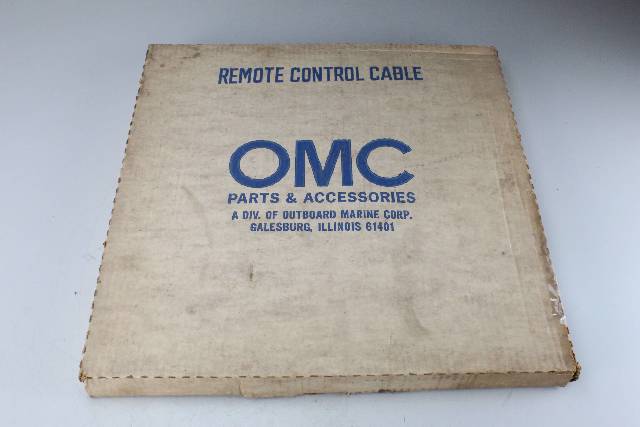 REMOTE CONTROL CABLE
OMC
PARTS & ACCESSORIES
A DIV. OF OUTBOARD MARINE CORP.
GALESBURG, ILLINOIS 61401